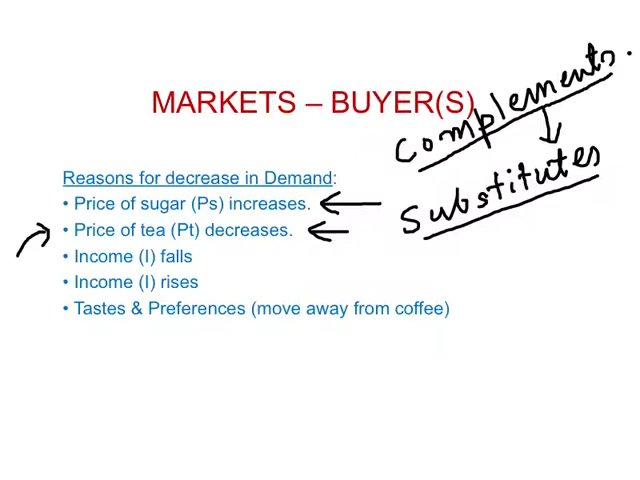 Complements.
MARKETS – BUYER(S)
Substitutes
Reasons for decrease in Demand:
• Price of sugar (Ps) increases.
• Price of tea (Pt) decreases.
• Income (I) falls
• Income (I) rises
• Tastes & Preferences (move away from coffee)